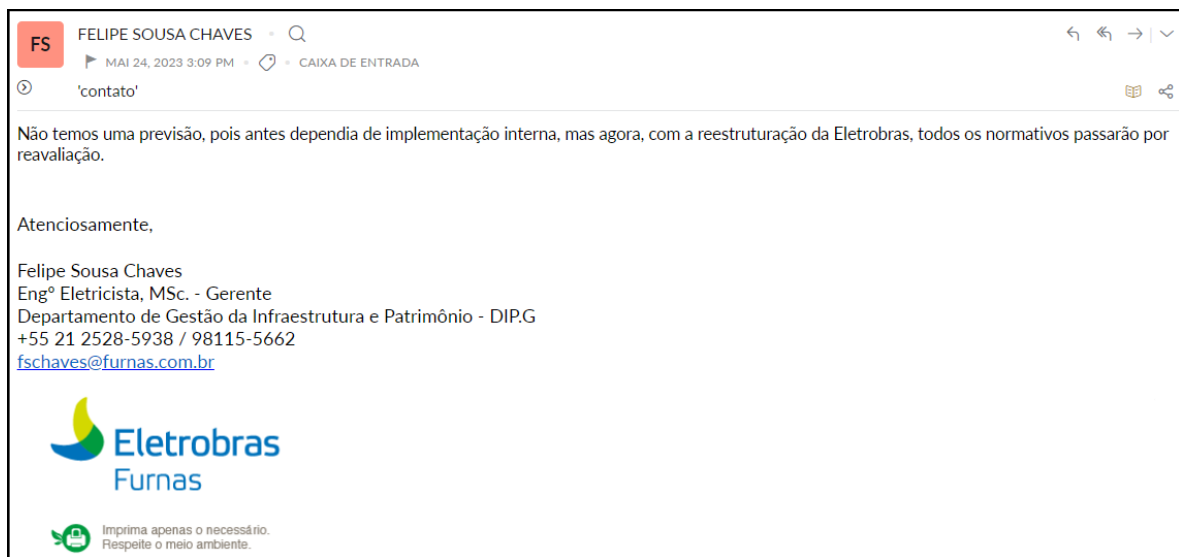 FS
FELIPE SOUSA CHAVES
MAI 24, 2023 3:09 PM
CAIXA DE ENTRADA
'contato'
Não temos uma previsão, pois antes dependia de implementação interna, mas agora, com a reestruturação da Eletrobras, todos os normativos passarão por
reavaliação.
Atenciosamente,
Felipe Sousa Chaves
Engº Eletricista, MSc. - Gerente
Departamento de Gestão da Infraestrutura e Patrimônio - DIP.G
+55 21 2528-5938 / 98115-5662
fschaves@furnas.com.br
Eletrobras
Furnas
Imprima apenas o necessário.
Respeite o meio ambiente.